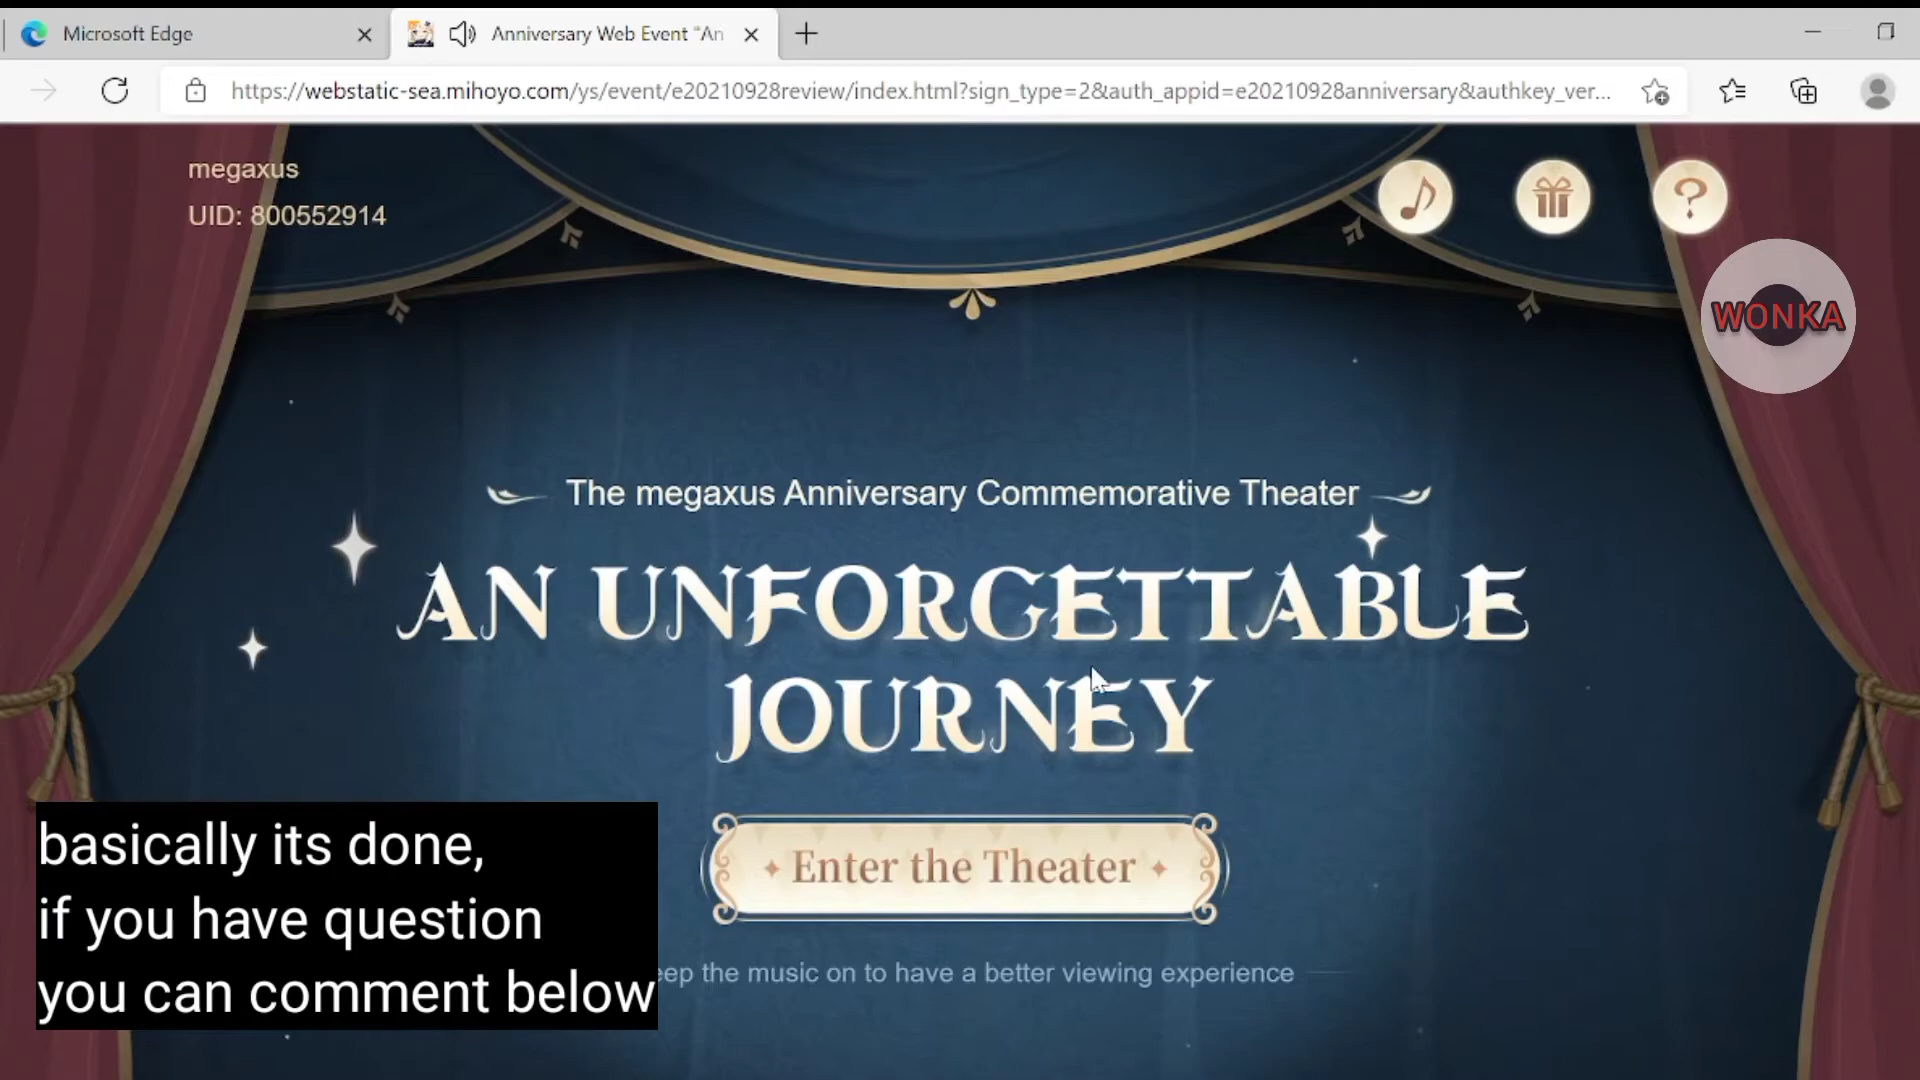 Microsoft Edge
Anniversary Web Event "An
https://webstatic-sea.mihoyo.com/ys/event/e20210928review/index.html?sign_type=2&auth_appid=e20210928anniversary&authkey_ver...
megaxus
UID: 800552914
WONKA
The megaxus Anniversary Commemorative Theater
AN UNFORGETTABLE
JOURNEY
Enter the Theater
eep the music on to have a better viewing experience
basically its done,
if you have question
you can comment below